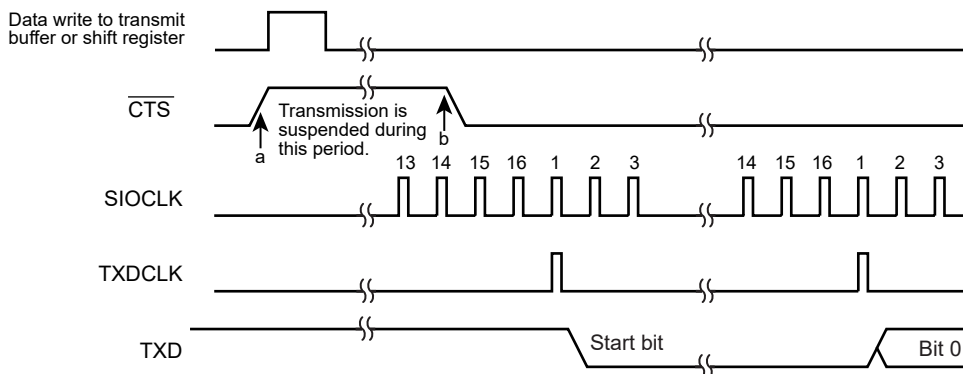 Data write to transmit
buffer or shift register
CTS
Transmission is
suspended during
this period.
a
b
13 14 15 16 1 2 3 14 15 16 1 2 3
SIOCLK
TXDCLK
TXD
Start bit
Bit 0